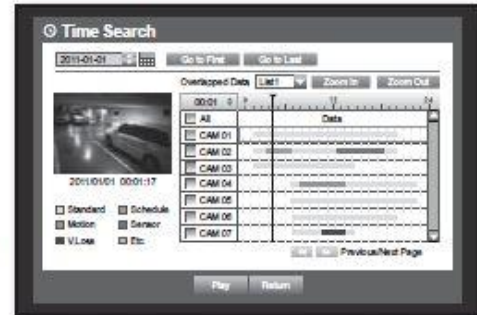 Time Search
2011-01-01 Go to First Go to Last
Overlapped Data List1 Zoom In Zoom Out
00:01 24
All Data
CAM 01
CAM 02
CAM 03
CAM 04
CAM 05
CAM 06
CAM 07
2011/01/01 00:01:17
Standard Schedule
Motion Sensor
V.Loss Etc.
Previous/Next Page
Play Return